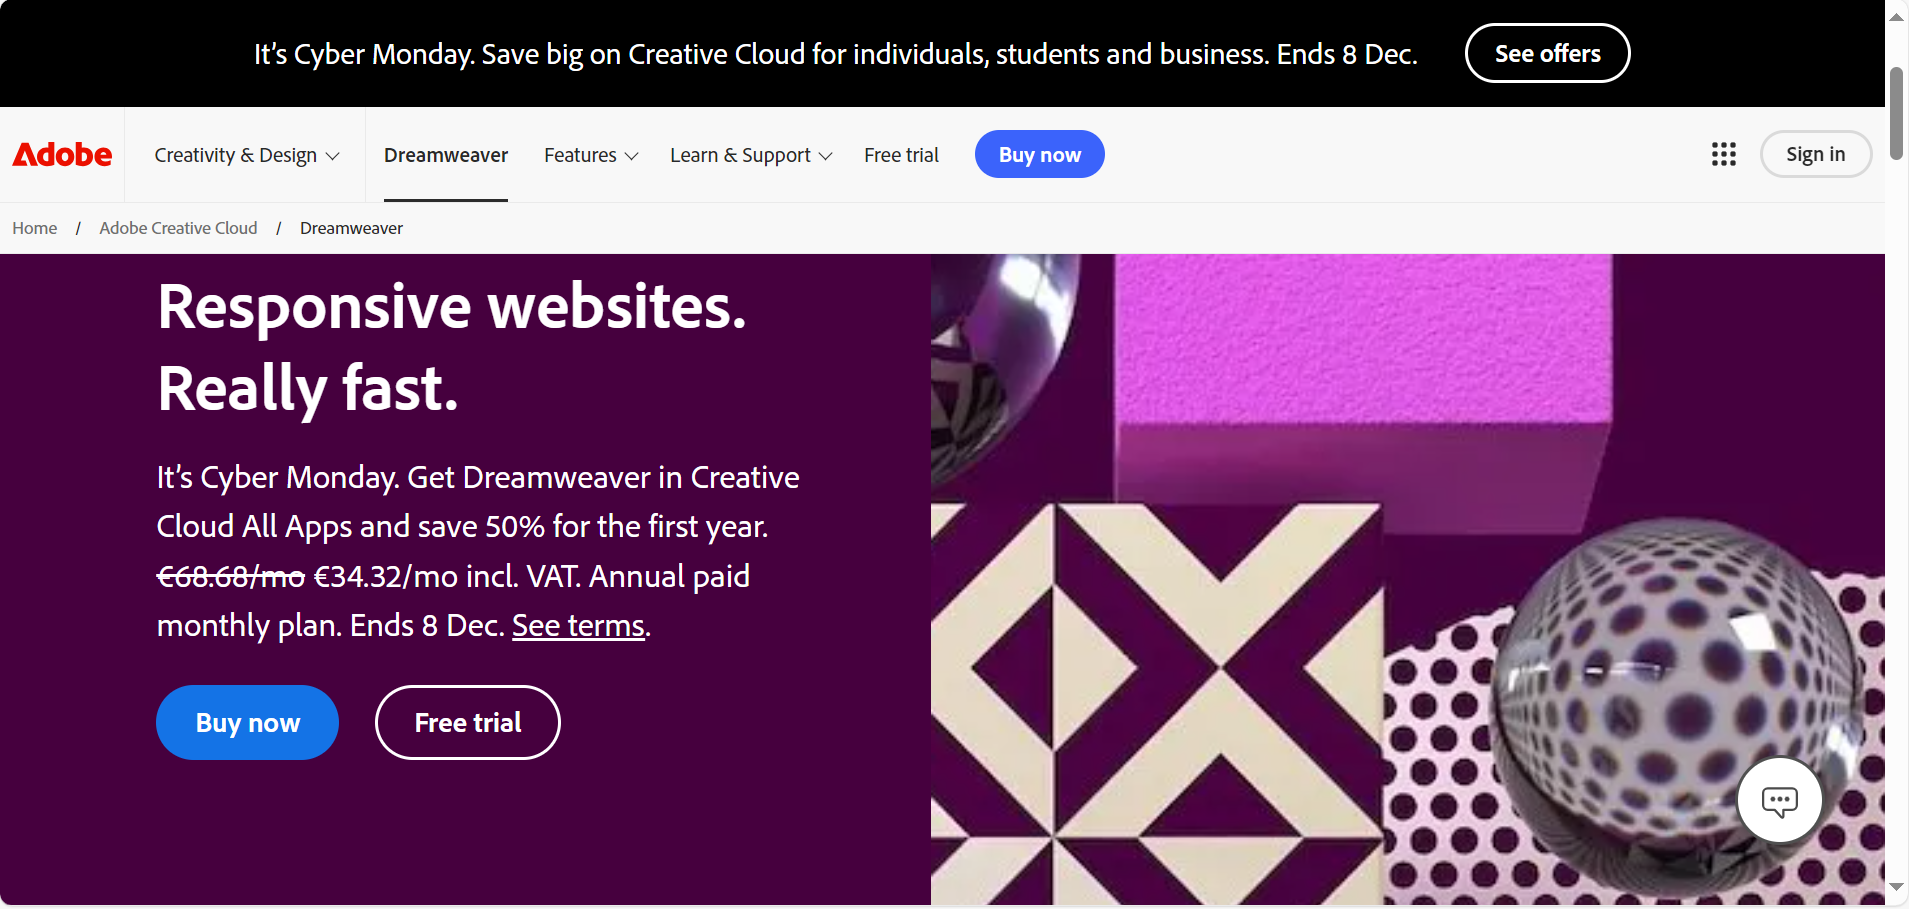 It's Cyber Monday. Save big on Creative Cloud for individuals, students and business. Ends 8 Dec.
See offers
Adobe
Creativity & Design
Dreamweaver
Features
Learn & Support
Free trial
Buy now
Sign in
Home / Adobe Creative Cloud / Dreamweaver
Responsive websites.
Really fast.
It's Cyber Monday. Get Dreamweaver in Creative
Cloud All Apps and save 50% for the first year.
€68.68/mo €34.32/mo incl. VAT. Annual paid
monthly plan. Ends 8 Dec. See terms.
Buy now
Free trial